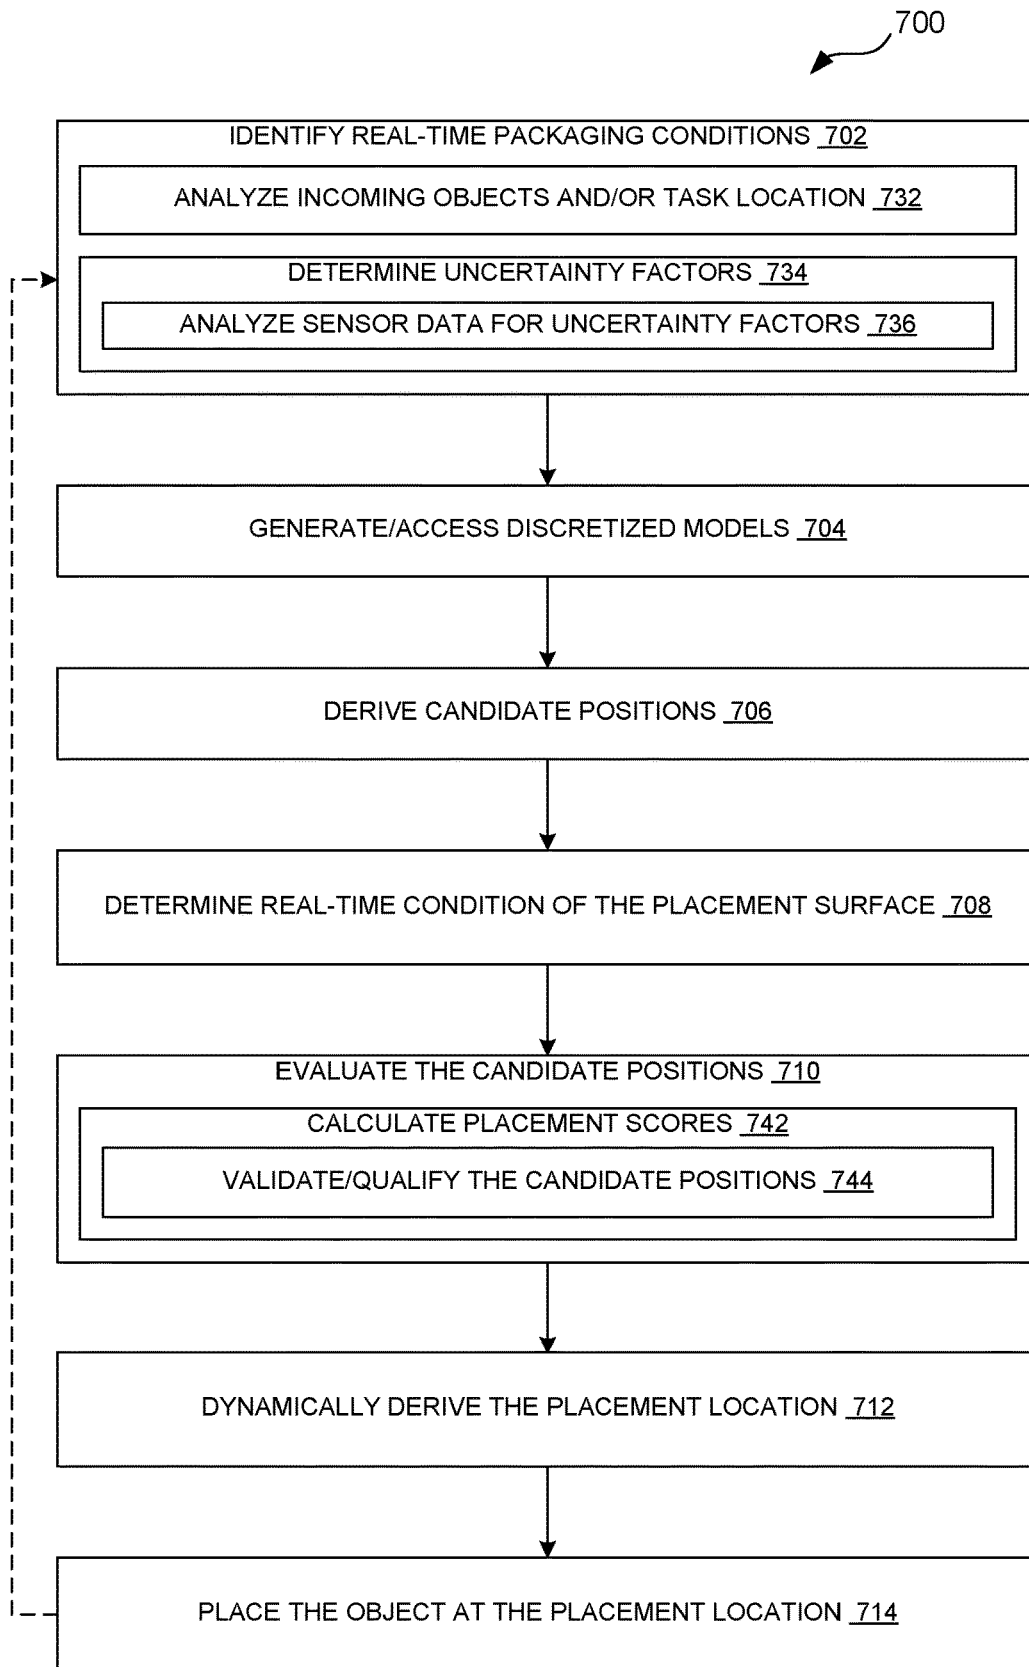 700
IDENTIFY REAL-TIME PACKAGING CONDITIONS 702
ANALYZE INCOMING OBJECTS AND/OR TASK LOCATION 732
DETERMINE UNCERTAINTY FACTORS 734
ANALYZE SENSOR DATA FOR UNCERTAINTY FACTORS 736
GENERATE/ACCESS DISCRETIZED MODELS 704
DERIVE CANDIDATE POSITIONS 706
DETERMINE REAL-TIME CONDITION OF THE PLACEMENT SURFACE 708
EVALUATE THE CANDIDATE POSITIONS 710
CALCULATE PLACEMENT SCORES 742
VALIDATE/QUALIFY THE CANDIDATE POSITIONS 744
DYNAMICALLY DERIVE THE PLACEMENT LOCATION 712
PLACE THE OBJECT AT THE PLACEMENT LOCATION 714